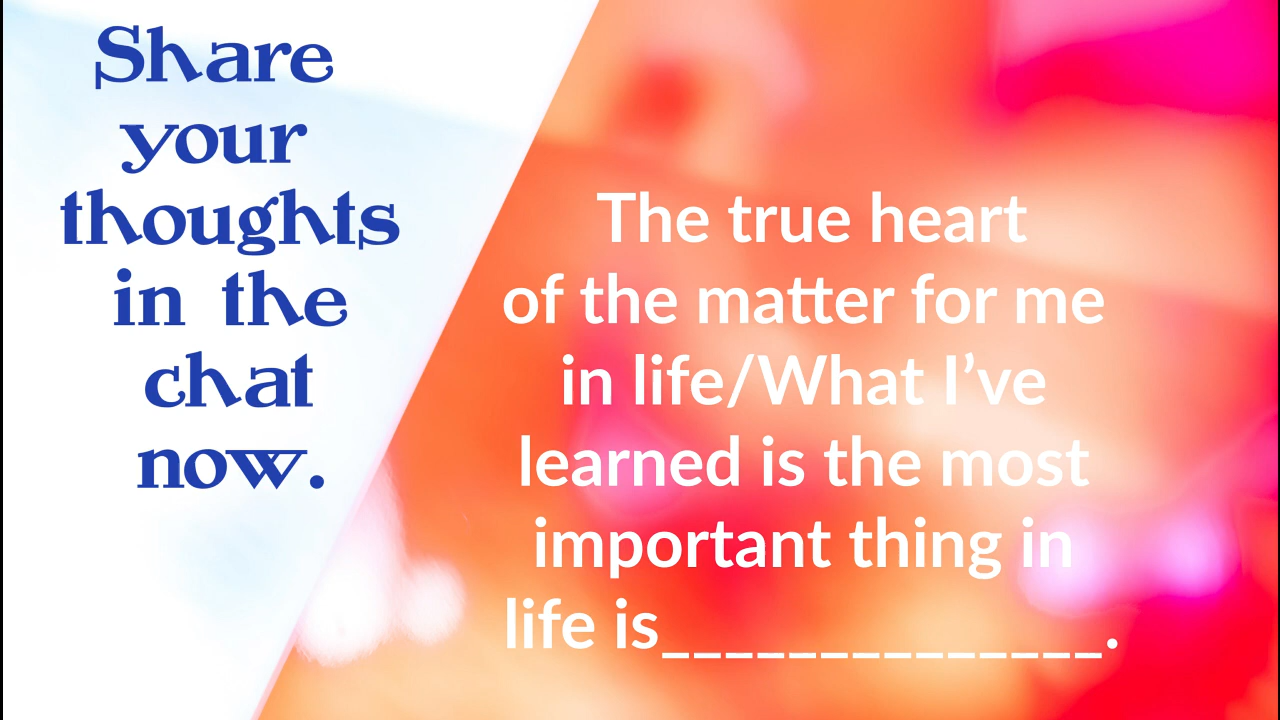 Share
your
thoughts
in the
chat
now.
The true heart
of the matter for me
in life/What I’ve
learned is the most
important thing in
life is______________.